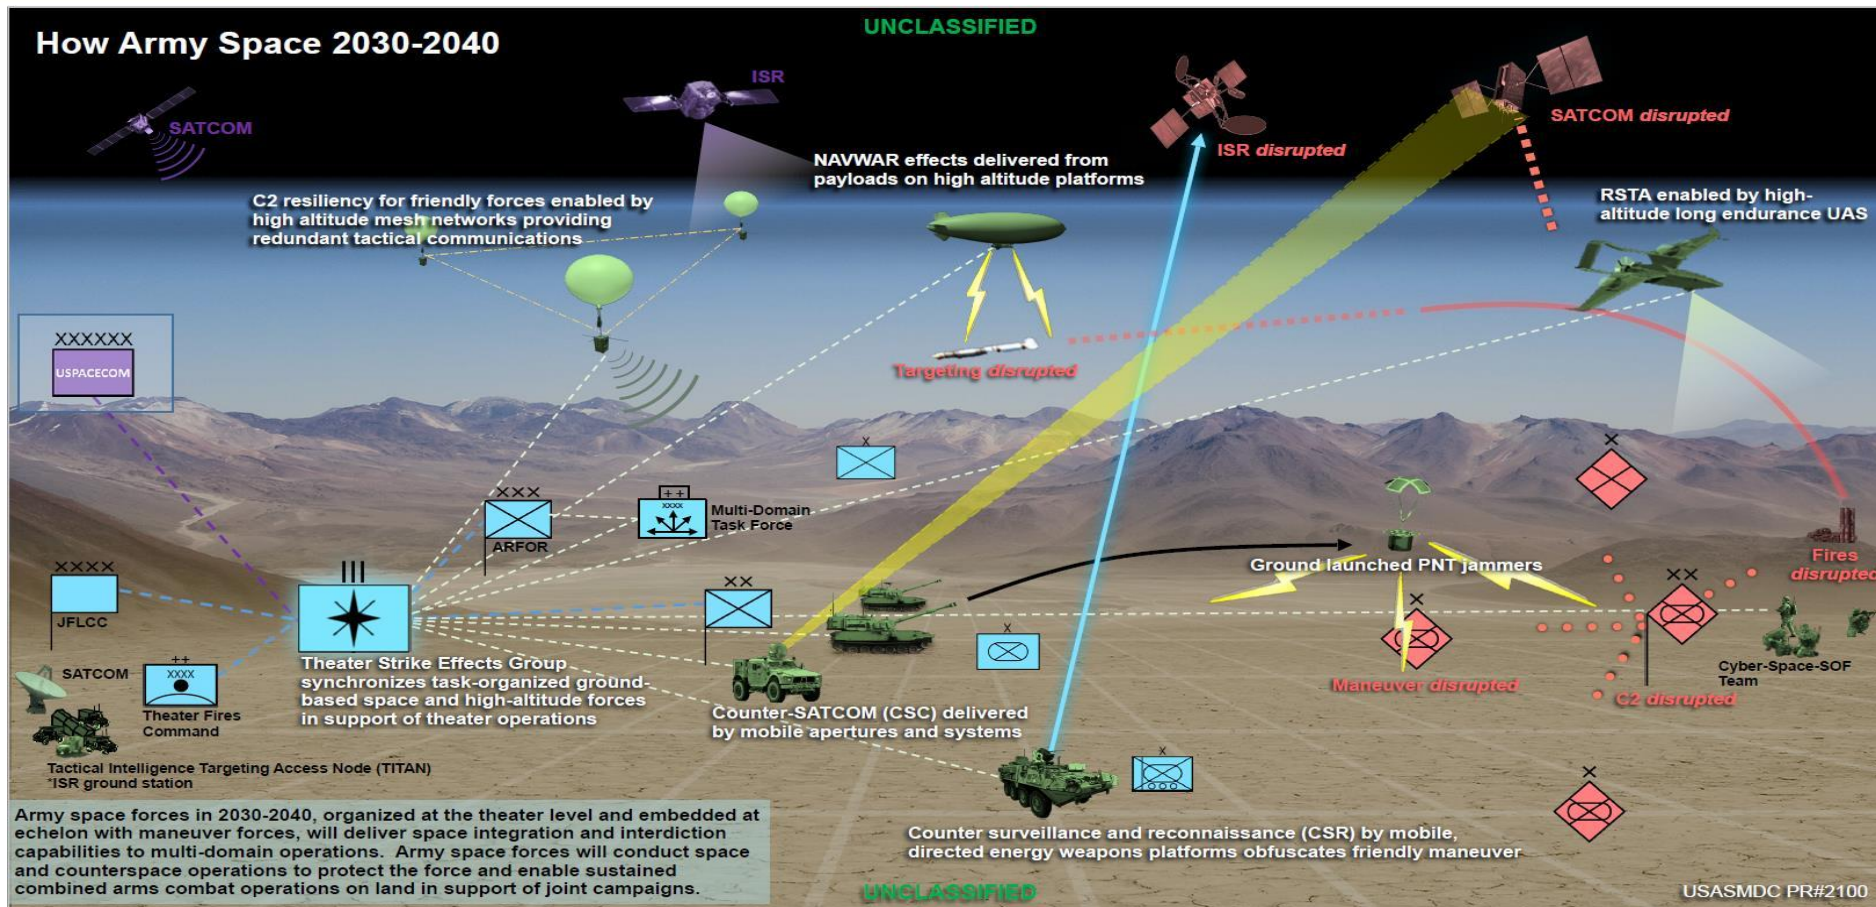 UNCLASSIFIED
How Army Space 2030-2040
SATCOM
ISR
ISR disrupted
SATCOM disrupted
C2 resiliency for friendly forces enabled by
high altitude mesh networks providing
redundant tactical communications
NAVWAR effects delivered from
payloads on high altitude platforms
RSTA enabled by high-
altitude long endurance UAS
XXXXXX
USPACECOM
Targeting disrupted
X
XXX
ARFOR
++
XXXX
Multi-Domain
Task Force
X
Ground launched PNT jammers
Fires
disrupted
XXXX
JFLCC
III
XX
X
X
XX
Maneuver disrupted
C2 disrupted
Cyber-Space-SOF
Team
SATCOM
++
XXXX
Theater Fires
Command
Theater Strike Effects Group
synchronizes task-organized ground-
based space and high-altitude forces
in support of theater operations
Counter-SATCOM (CSC) delivered
by mobile apertures and systems
X
X
Tactical Intelligence Targeting Access Node (TITAN)
*ISR ground station
Counter surveillance and reconnaissance (CSR) by mobile,
directed energy weapons platforms obfuscates friendly maneuver
Army space forces in 2030-2040, organized at the theater level and embedded at
echelon with maneuver forces, will deliver space integration and interdiction
capabilities to multi-domain operations. Army space forces will conduct space
and counterspace operations to protect the force and enable sustained
combined arms combat operations on land in support of joint campaigns.
UNCLASSIFIED
USASMDC PR#2100